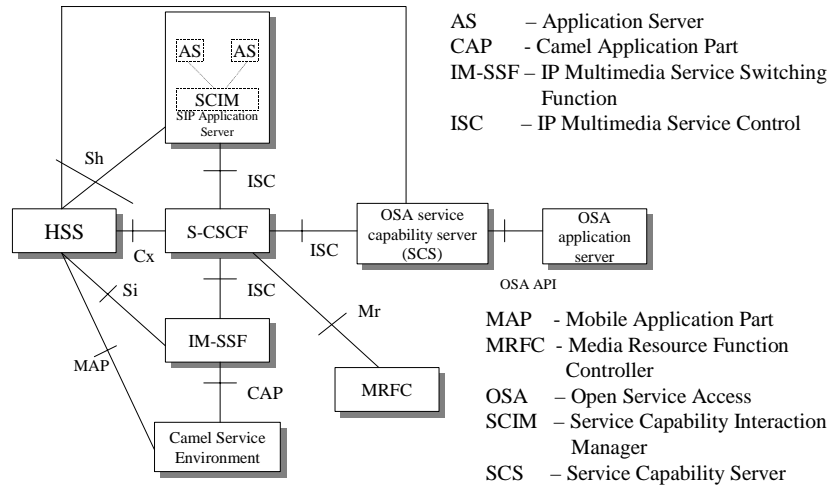 AS – Application Server
CAP - Camel Application Part
IM-SSF – IP Multimedia Service Switching
Function
ISC – IP Multimedia Service Control
AS AS
SCIM
SIP Application
Server
Sh
ISC
HSS
S-CSCF
OSA service
capability server
(SCS)
OSA
application
server
Cx
ISC
OSA API
Si
ISC
Mr
IM-SSF
MAP
CAP
MRFC
Camel Service
Environment
MAP - Mobile Application Part
MRFC - Media Resource Function
Controller
OSA – Open Service Access
SCIM – Service Capability Interaction
Manager
SCS – Service Capability Server